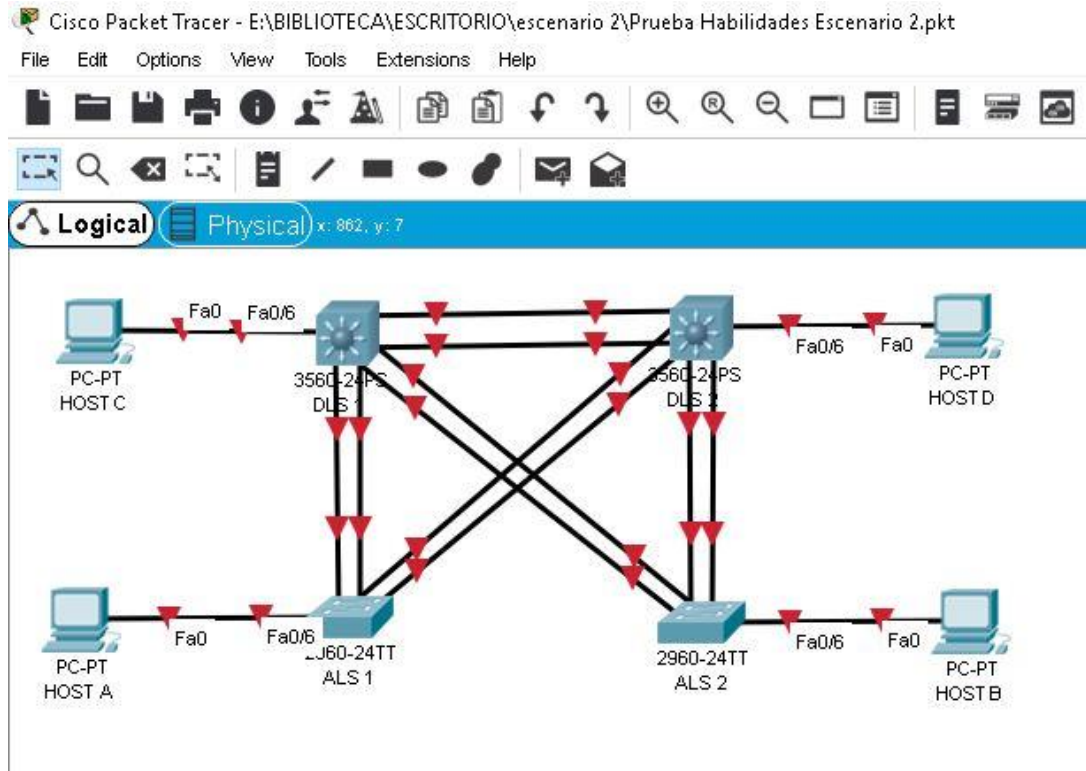 Cisco Packet Tracer - E:\BIBLIOTECA\ESCRITORIO\escenario 2\Prueba Habilidades Escenario 2.pkt
File Edit Options View Tools Extensions Help
Logical Physical x: 862, y: 7
Fa0 Fa0/6
Fa0/6 Fa0
PC-PT
HOST C
3560-24PS
DLS 1
3560-24PS
DLS 2
PC-PT
HOST D
Fa0 Fa0/6
Fa0/6 Fa0
PC-PT
HOST A
2960-24TT
ALS 1
2960-24TT
ALS 2
PC-PT
HOST B